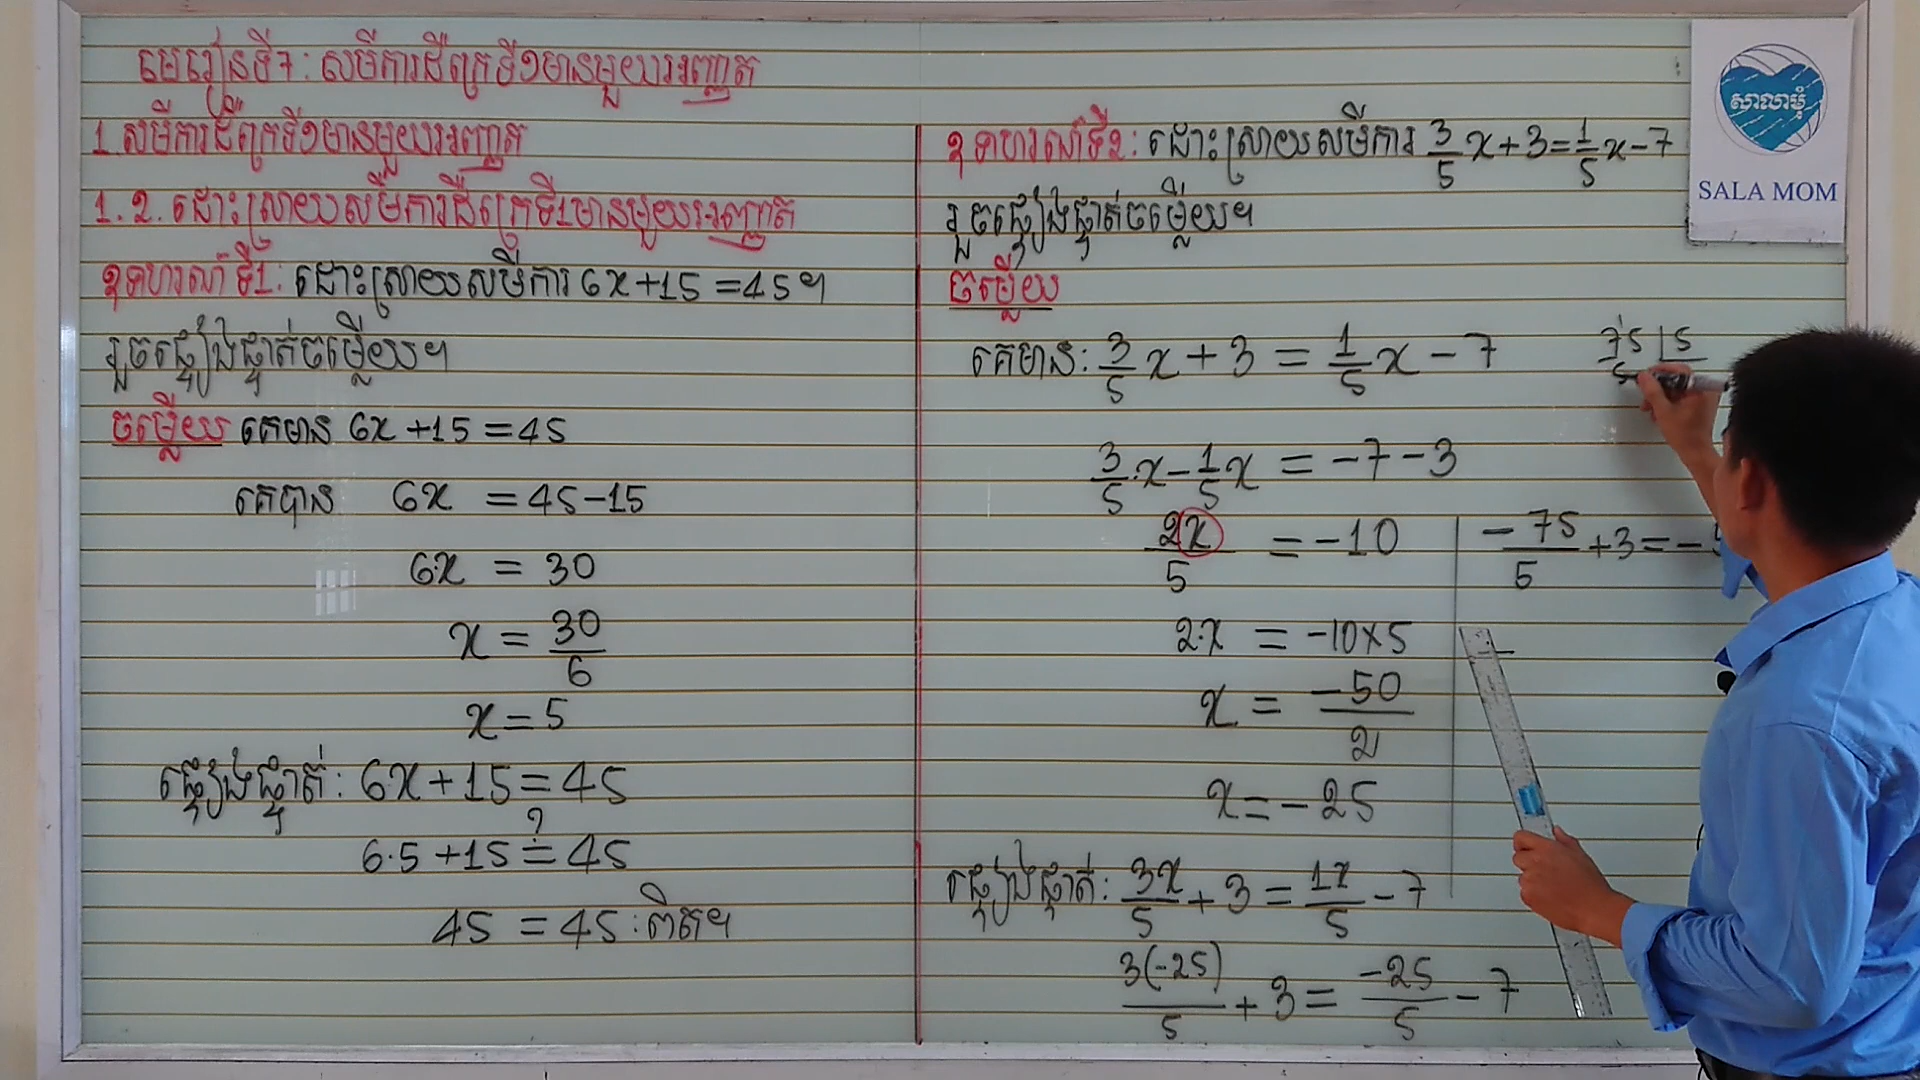 មេរៀនទី7: សមីការដឺក្រេទី១មានមួយអញ្ញាត
1. សមីការដឺក្រេទី១មានមួយអញ្ញាត
1.2. ដោះស្រាយសមីការដឺក្រេទី1មានមួយអញ្ញាត
ឧទាហរណ៍ទី1: ដោះស្រាយសមីការ 6x+15=45។
រួចផ្ទៀងផ្ទាត់ចម្លើយ។
ចម្លើយ គេមាន 6x+15=45
គេបាន 6x = 45-15
6x = 30
x = 30/6
x = 5
ផ្ទៀងផ្ទាត់: 6x+15=45
6·5+15 ≟ 45
45 = 45 : ពិត។
ឧទាហរណ៍ទី2: ដោះស្រាយសមីការ 3/5 x+3=1/5 x-7
រួចផ្ទៀងផ្ទាត់ចម្លើយ។
ចម្លើយ
គេមាន: 3/5 x+3 = 1/5 x-7
3/5·x - 1/5 x = -7-3
2x/5 = -10
2·x = -10×5
x = -50/2
x = -25
ផ្ទៀងផ្ទាត់: 3x/5 + 3 = 1x/5 - 7
3(-25)/5 + 3 = -25/5 - 7
-75/5 + 3 = -
75 | 5
5
សាលាមុំ
SALA MOM